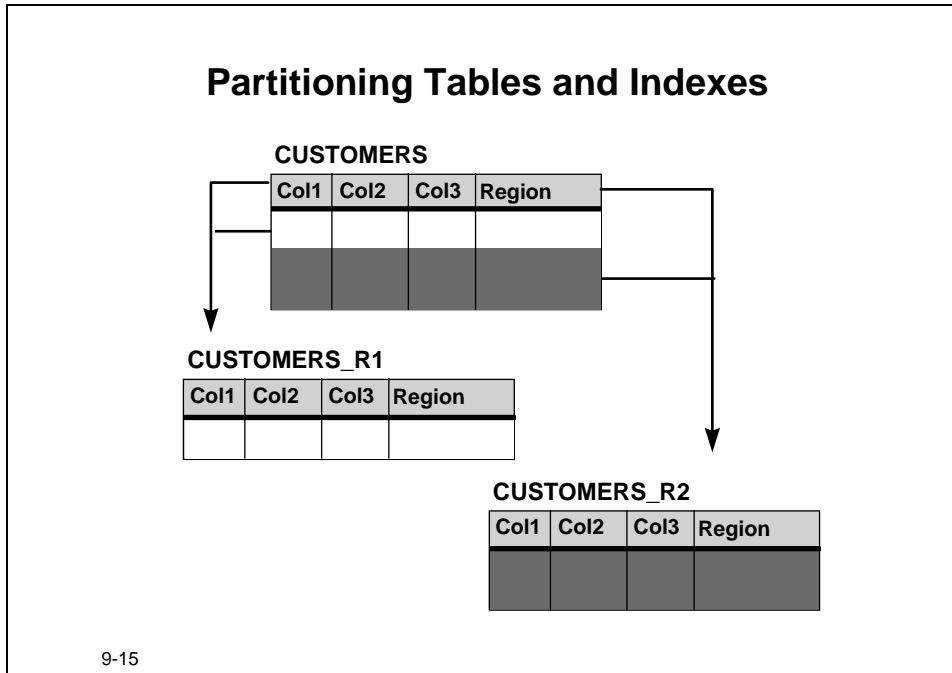 Partitioning Tables and Indexes
CUSTOMERS
Col1 Col2 Col3 Region
CUSTOMERS_R1
Col1 Col2 Col3 Region
CUSTOMERS_R2
Col1 Col2 Col3 Region
9-15